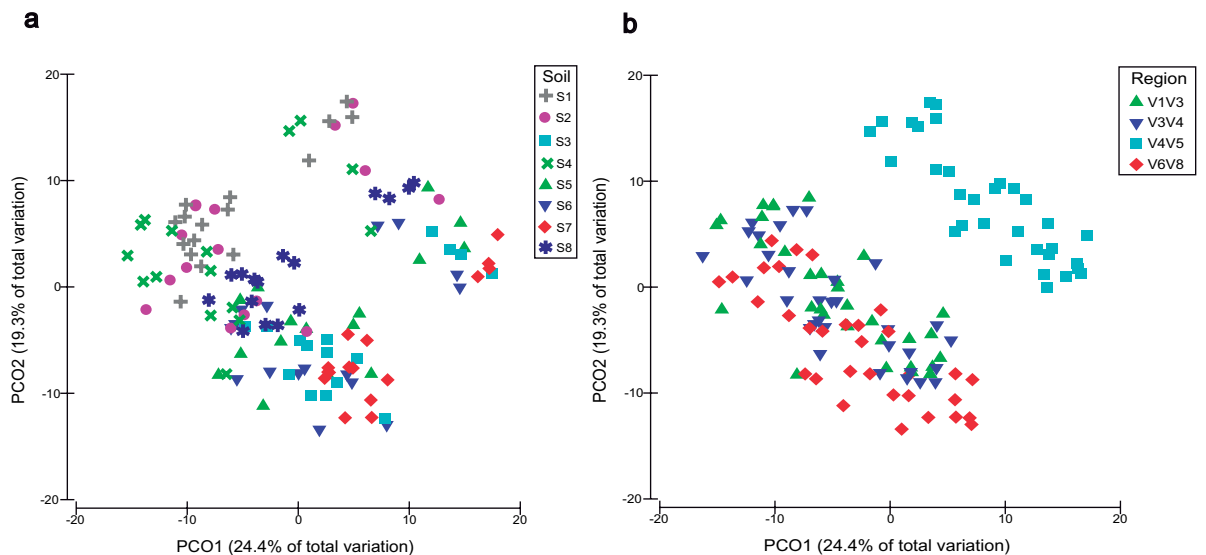 a
b
20
10
0
-10
-20
-20
-10
0
10
20
PCO2 (19.3% of total variation)
PCO1 (24.4% of total variation)
Soil
S1
S2
S3
S4
S5
S6
S7
S8
20
10
0
-10
-20
-20
-10
0
10
20
PCO2 (19.3% of total variation)
PCO1 (24.4% of total variation)
Region
V1V3
V3V4
V4V5
V6V8